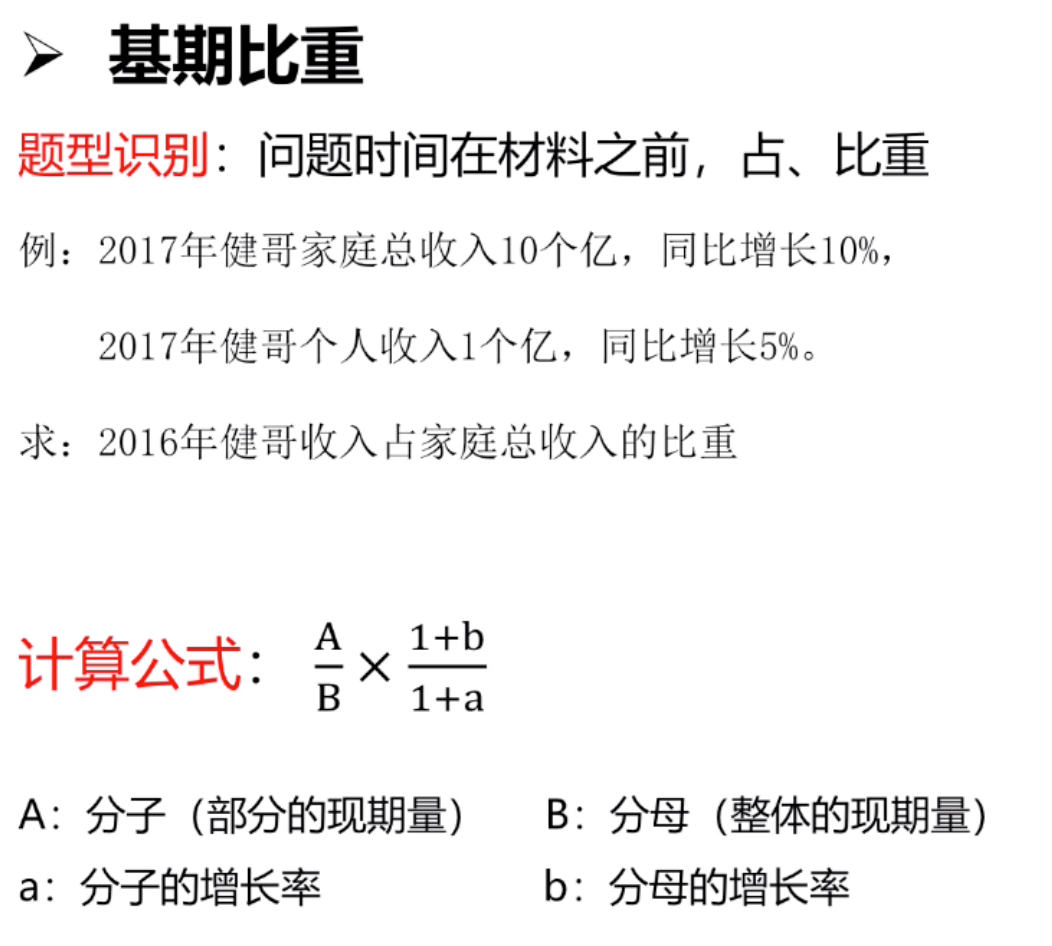 ➢ 基期比重
题型识别：问题时间在材料之前，占、比重
例：2017年健哥家庭总收入10个亿，同比增长10%，
2017年健哥个人收入1个亿，同比增长5%。
求：2016年健哥收入占家庭总收入的比重
计算公式： A/B × (1+b)/(1+a)
A：分子（部分的现期量） B：分母（整体的现期量）
a：分子的增长率 b：分母的增长率